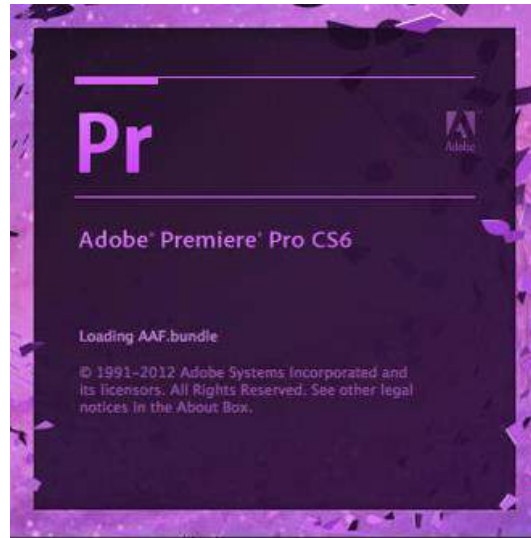 Pr
Adobe
Adobe® Premiere® Pro CS6
Loading AAF.bundle
© 1991–2012 Adobe Systems Incorporated and
its licensors. All Rights Reserved. See other legal
notices in the About Box.